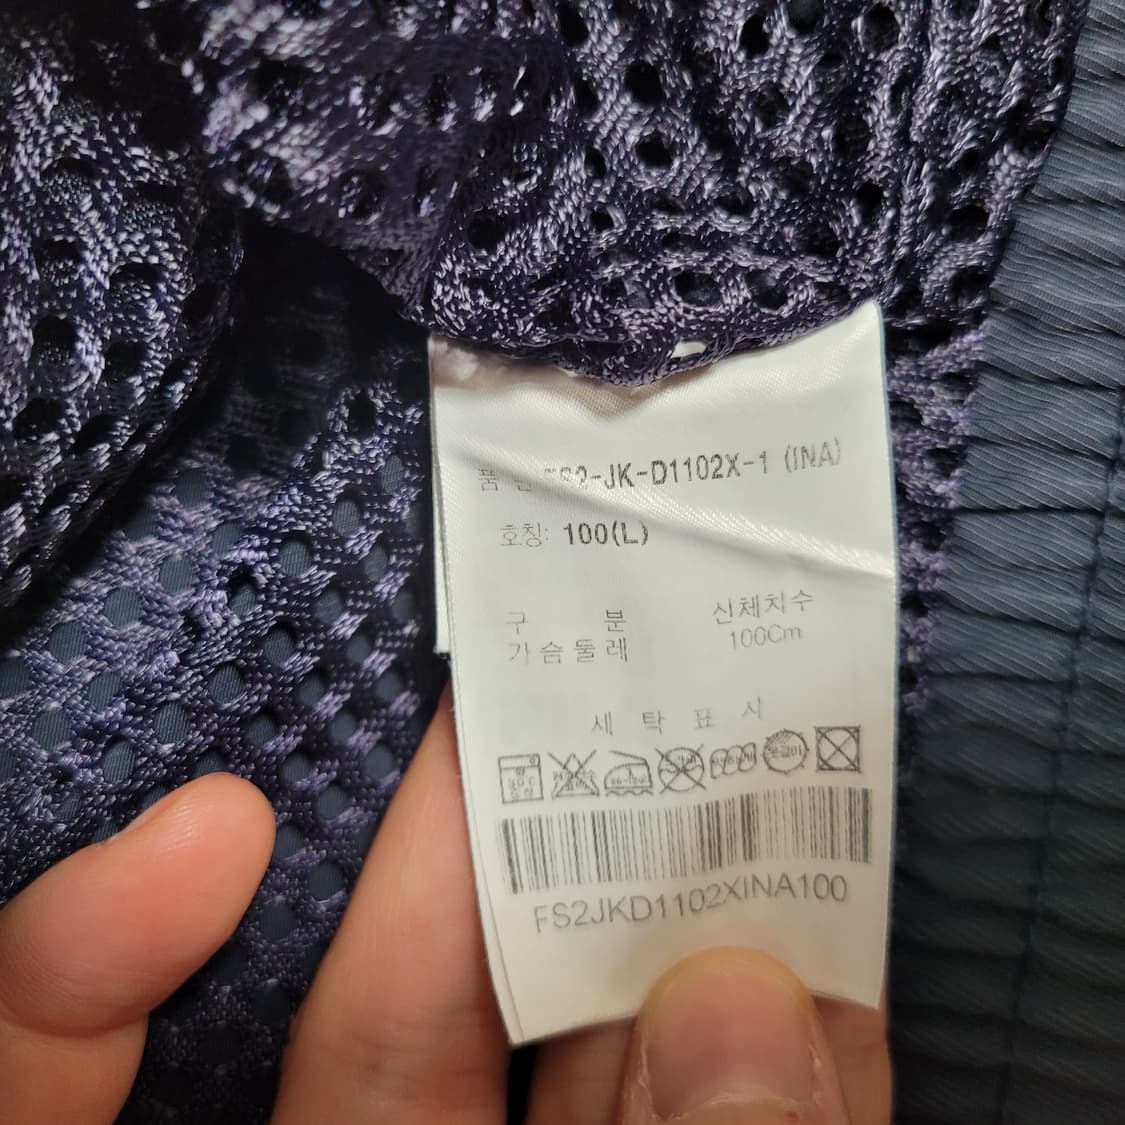 품 FS2-JK-D1102X-1 (INA)
호칭: 100(L)
구 분 신체치수
가슴둘레 100Cm
세 탁 표 시
FS2JKD1102XINA100